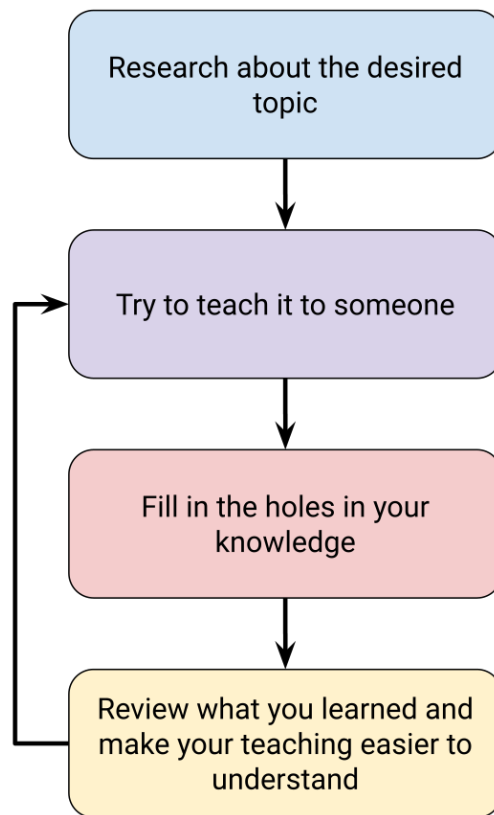 Research about the desired
topic
Try to teach it to someone
Fill in the holes in your
knowledge
Review what you learned and
make your teaching easier to
understand